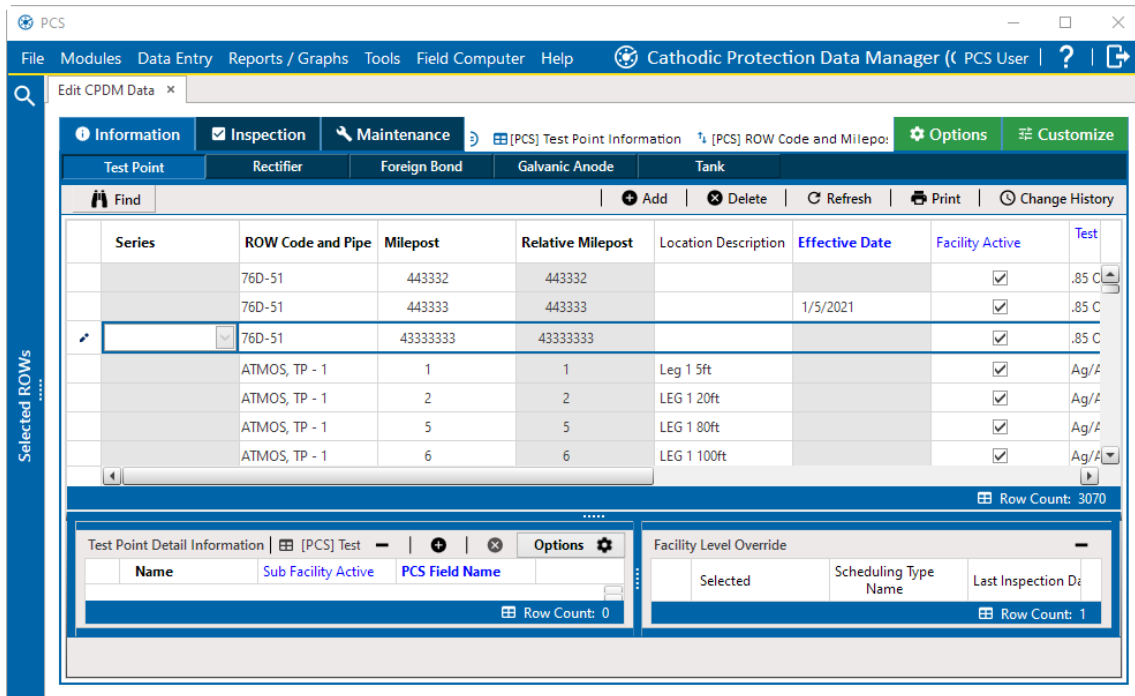 PCS
File Modules Data Entry Reports / Graphs Tools Field Computer Help Cathodic Protection Data Manager (C PCS User | ? |
Edit CPDM Data ×
Information Inspection Maintenance [PCS] Test Point Information [PCS] ROW Code and Milepo: Options Customize
Test Point Rectifier Foreign Bond Galvanic Anode Tank
Find | Add | Delete | Refresh | Print | Change History
Series ROW Code and Pipe Milepost Relative Milepost Location Description Effective Date Facility Active Test
76D-51 443332 443332 .85 C
76D-51 443333 443333 1/5/2021 .85 C
76D-51 43333333 43333333 .85 C
ATMOS, TP - 1 1 1 Leg 1 5ft Ag/A
ATMOS, TP - 1 2 2 LEG 1 20ft Ag/A
ATMOS, TP - 1 5 5 LEG 1 80ft Ag/A
ATMOS, TP - 1 6 6 LEG 1 100ft Ag/A
Row Count: 3070
Selected ROWs
Test Point Detail Information | [PCS] Test | | Options
Name Sub Facility Active PCS Field Name
Row Count: 0
Facility Level Override
Selected Scheduling Type Name Last Inspection Da
Row Count: 1